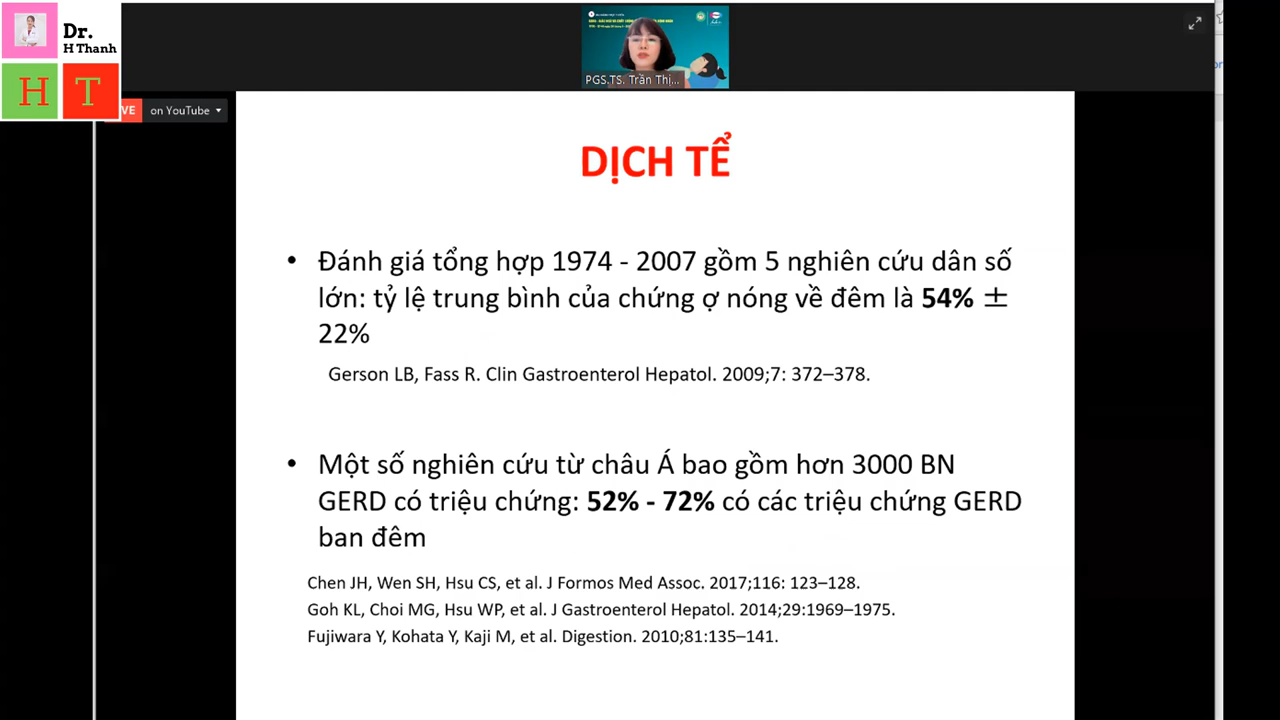 Dr.
H Thanh
H T
PGS.TS. Trần Thị...
VE on YouTube
DỊCH TỂ
• Đánh giá tổng hợp 1974 - 2007 gồm 5 nghiên cứu dân số
lớn: tỷ lệ trung bình của chứng ợ nóng về đêm là 54% ±
22%
Gerson LB, Fass R. Clin Gastroenterol Hepatol. 2009;7: 372–378.
• Một số nghiên cứu từ châu Á bao gồm hơn 3000 BN
GERD có triệu chứng: 52% - 72% có các triệu chứng GERD
ban đêm
Chen JH, Wen SH, Hsu CS, et al. J Formos Med Assoc. 2017;116: 123–128.
Goh KL, Choi MG, Hsu WP, et al. J Gastroenterol Hepatol. 2014;29:1969–1975.
Fujiwara Y, Kohata Y, Kaji M, et al. Digestion. 2010;81:135–141.